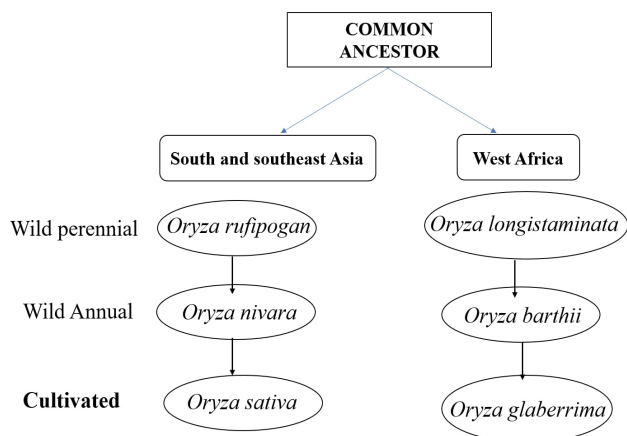 COMMON
ANCESTOR
South and southeast Asia
West Africa
Wild perennial
Oryza rufipogan
Oryza longistaminata
Wild Annual
Oryza nivara
Oryza barthii
Cultivated
Oryza sativa
Oryza glaberrima